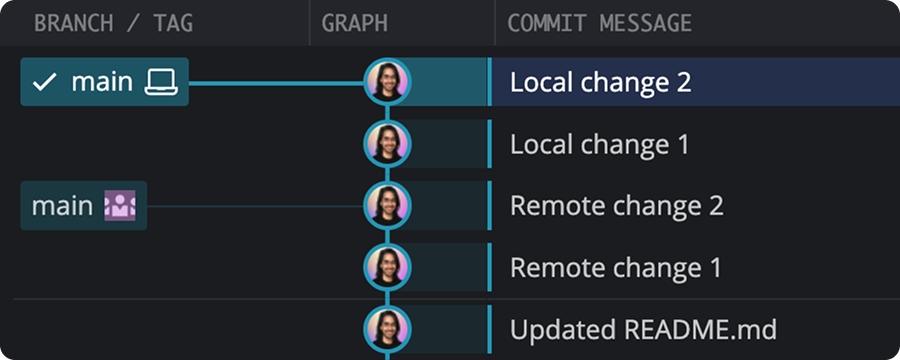 BRANCH / TAG GRAPH COMMIT MESSAGE
main Local change 2
Local change 1
main Remote change 2
Remote change 1
Updated README.md